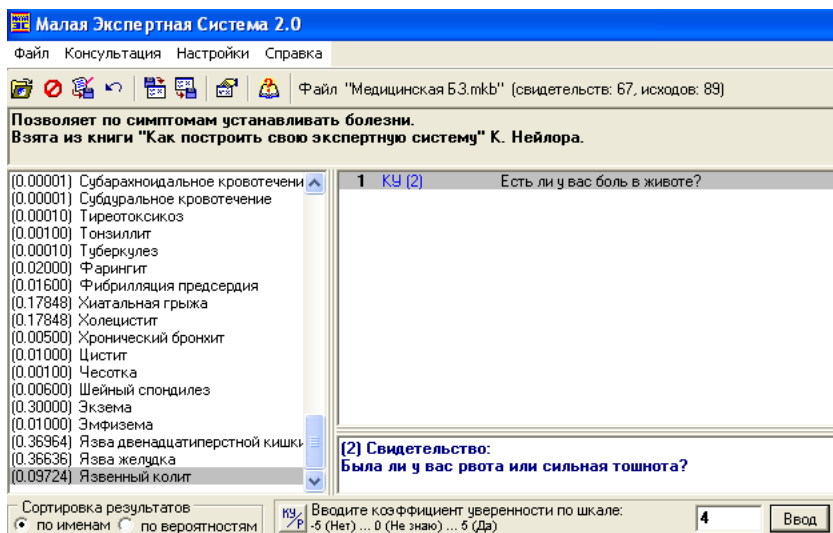 Малая Экспертная Система 2.0
Файл Консультация Настройки Справка
Файл "Медицинская БЗ.mkb" (свидетельств: 67, исходов: 89)
Позволяет по симптомам устанавливать болезни.
Взята из книги "Как построить свою экспертную систему" К. Нейлора.
(0.00001) Субарахноидальное кровотечени
(0.00001) Субдуральное кровотечение
(0.00010) Тиреотоксикоз
(0.00100) Тонзиллит
(0.00010) Туберкулез
(0.02000) Фарингит
(0.01600) Фибрилляция предсердия
(0.17848) Хиатальная грыжа
(0.17848) Холецистит
(0.00500) Хронический бронхит
(0.01000) Цистит
(0.00100) Чесотка
(0.00600) Шейный спондилез
(0.30000) Экзема
(0.01000) Эмфизема
(0.36964) Язва двенадцатиперстной кишки
(0.36636) Язва желудка
(0.09724) Язвенный колит
1 КУ (2) Есть ли у вас боль в животе?
(2) Свидетельство:
Была ли у вас рвота или сильная тошнота?
Сортировка результатов
по именам по вероятностям
КУ/Р Вводите коэффициент уверенности по шкале:
-5 (Нет) ... 0 (Не знаю) ... 5 (Да)
4 Ввод